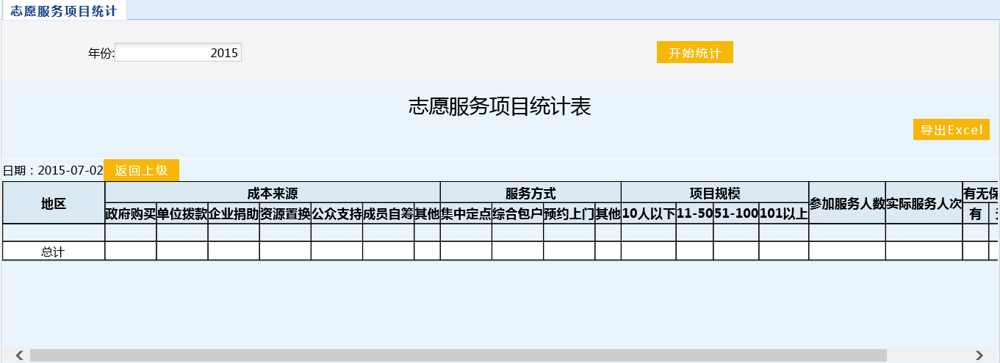 志愿服务项目统计
年份: 2015 开始统计
志愿服务项目统计表
导出Excel
日期：2015-07-02 返回上级
地区 成本来源 服务方式 项目规模 参加服务人数 实际服务人次 有无保
政府购买 单位拨款 企业捐助 资源置换 公众支持 成员自筹 其他 集中定点 综合包户 预约上门 其他 10人以下 11-50 51-100 101以上 有
总计